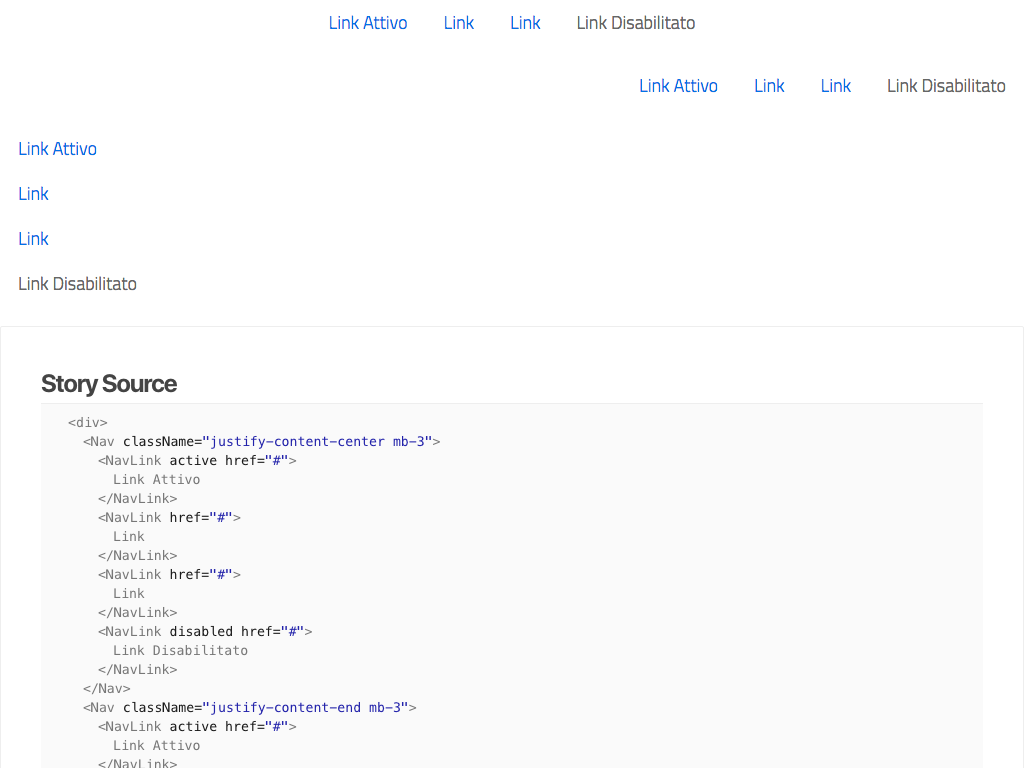 Link Attivo Link Link Link Disabilitato
Link Attivo Link Link Link Disabilitato
Link Attivo
Link
Link
Link Disabilitato
Story Source
<div>
<Nav className="justify-content-center mb-3">
<NavLink active href="#">
Link Attivo
</NavLink>
<NavLink href="#">
Link
</NavLink>
<NavLink href="#">
Link
</NavLink>
<NavLink disabled href="#">
Link Disabilitato
</NavLink>
</Nav>
<Nav className="justify-content-end mb-3">
<NavLink active href="#">
Link Attivo
</NavLink>